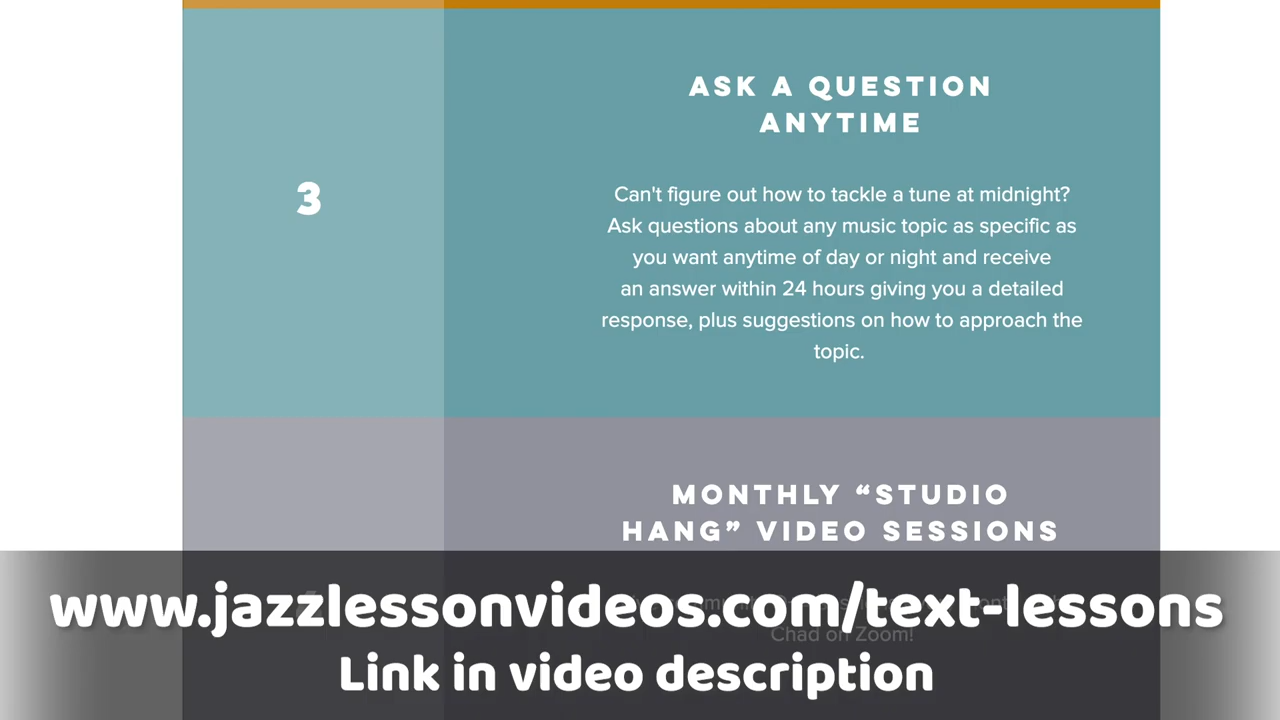 ASK A QUESTION
ANYTIME
3
Can't figure out how to tackle a tune at midnight?
Ask questions about any music topic as specific as
you want anytime of day or night and receive
an answer within 24 hours giving you a detailed
response, plus suggestions on how to approach the
topic.
MONTHLY “STUDIO
HANG” VIDEO SESSIONS
www.jazzlessonvideos.com/text-lessons
Chad on Zoom!
Link in video description